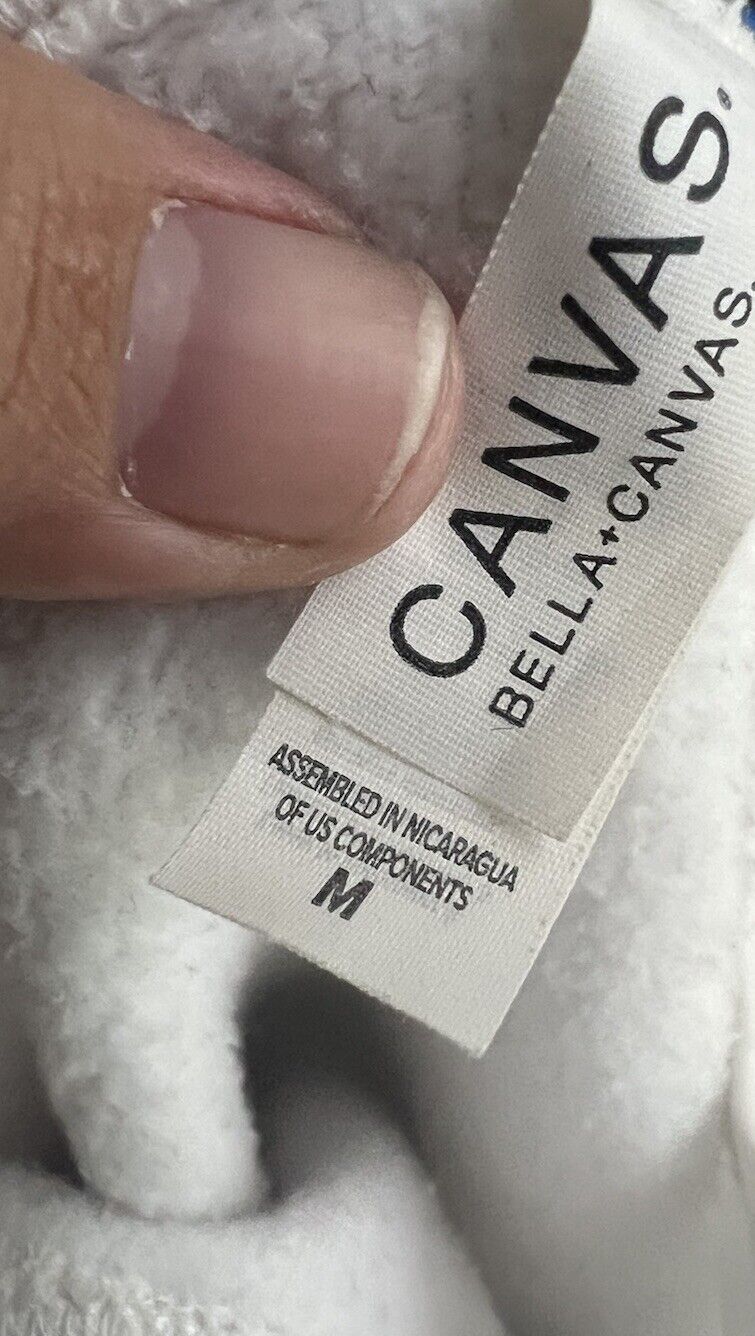 CANVAS.
BELLA+CANVAS.
ASSEMBLED IN NICARAGUA
OF US COMPONENTS
M